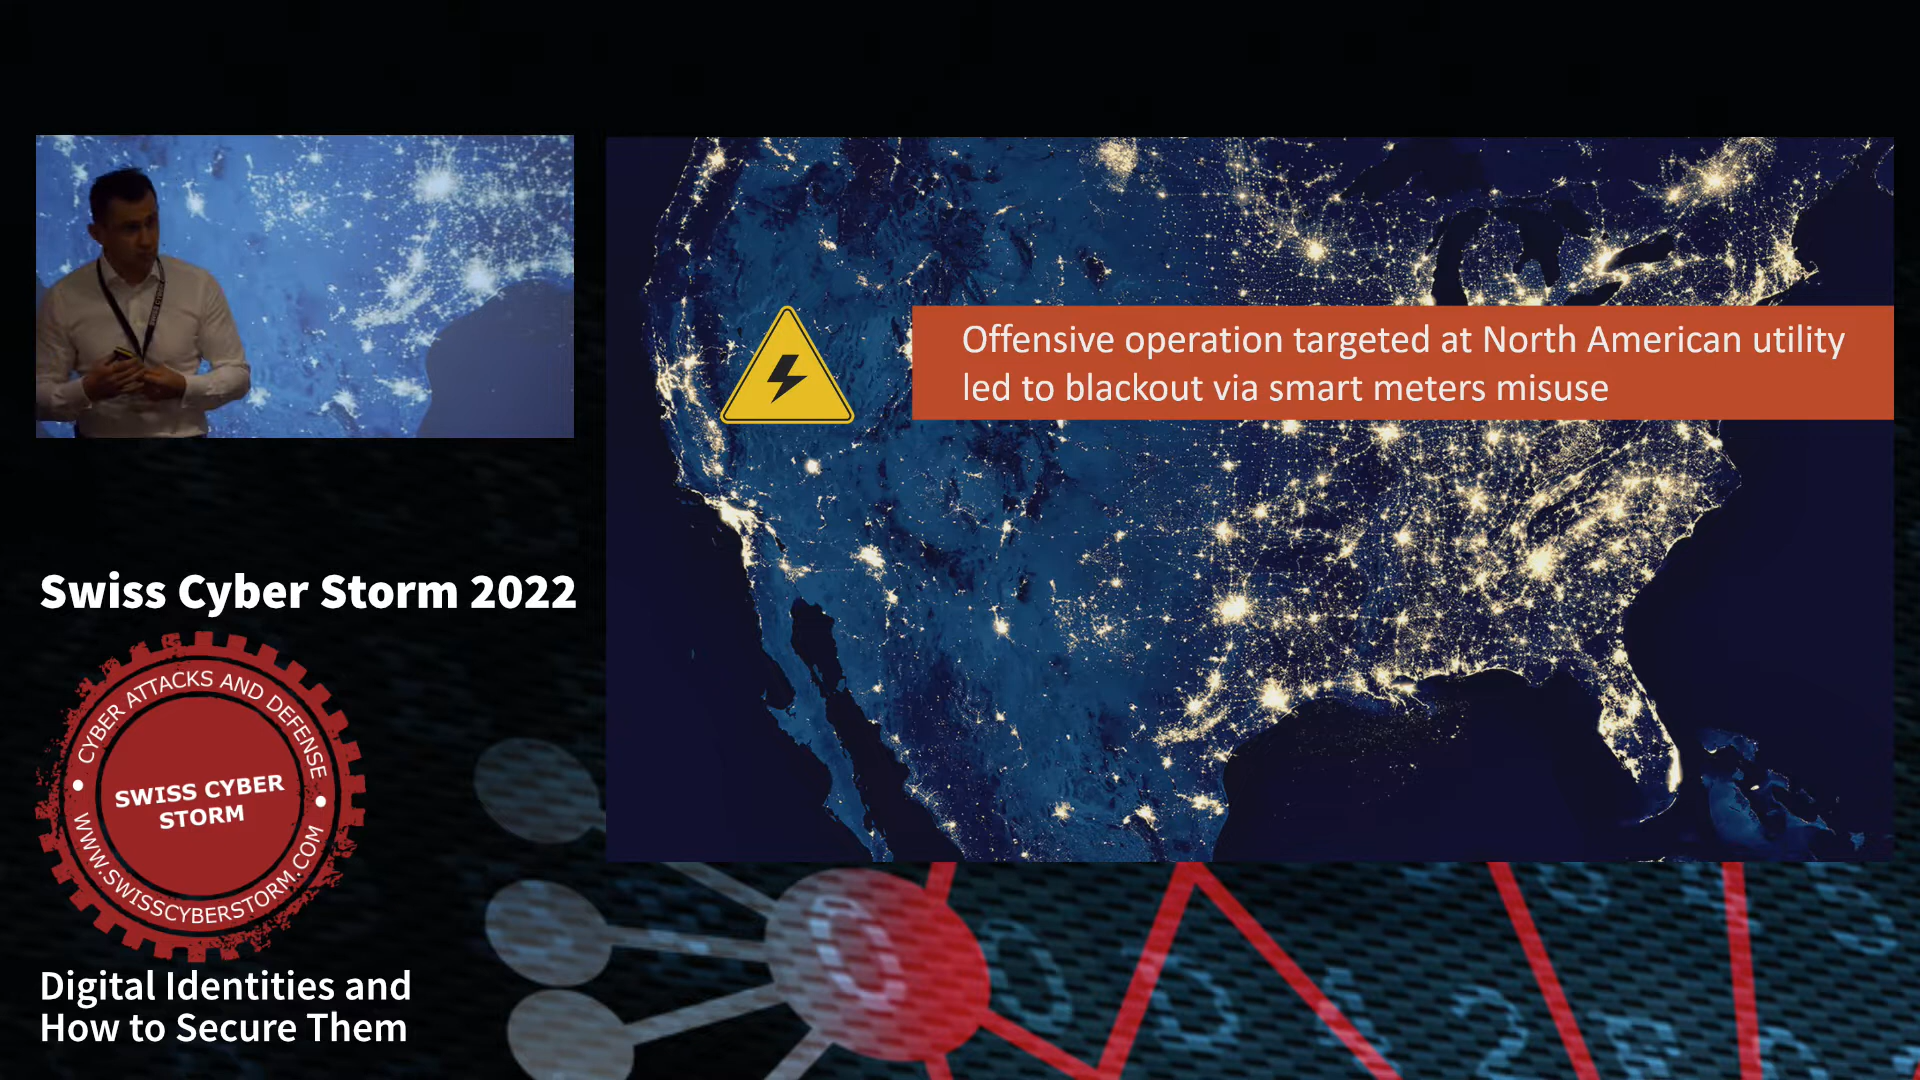 Offensive operation targeted at North American utility
led to blackout via smart meters misuse
Swiss Cyber Storm 2022
CYBER ATTACKS AND DEFENSE
SWISS CYBER
STORM
WWW.SWISSCYBERSTORM.COM
Digital Identities and
How to Secure Them